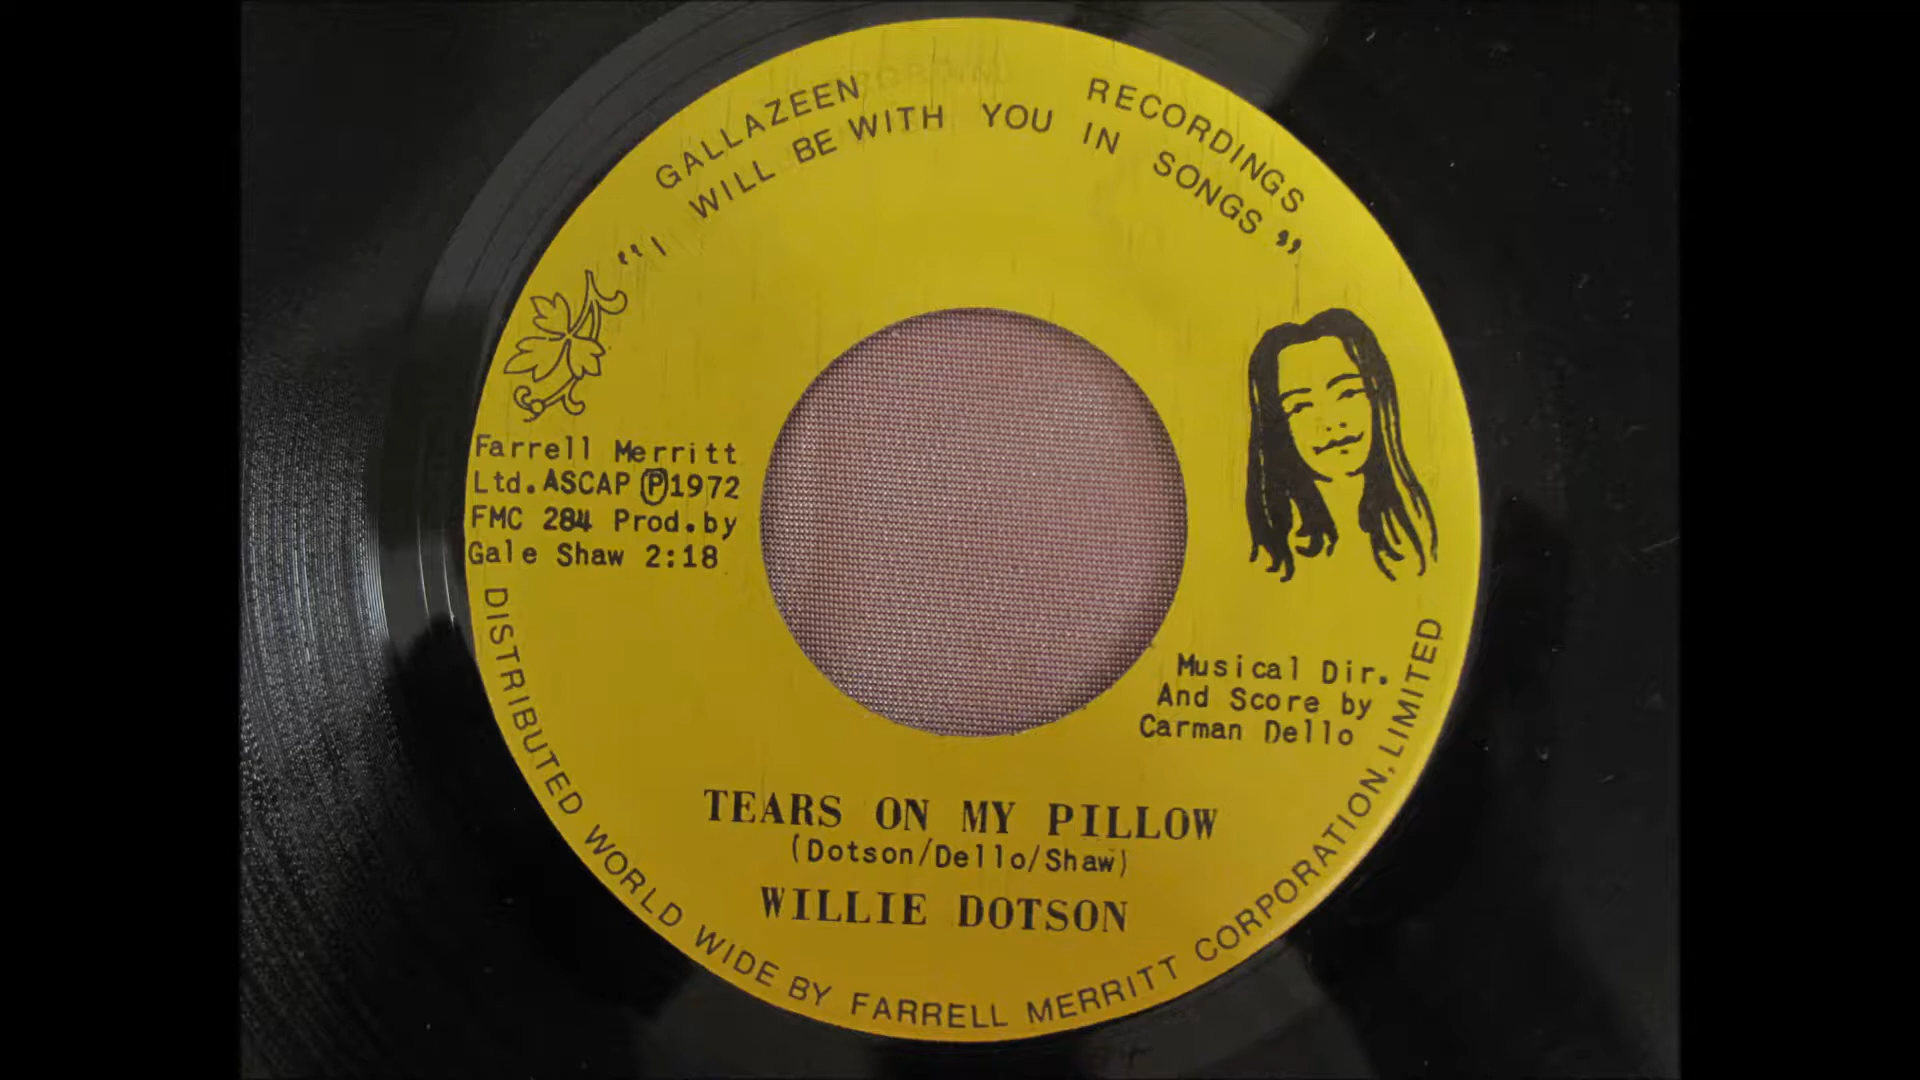 GALLAZEEN RECORDINGS
“I WILL BE WITH YOU IN SONGS”
Farrell Merritt
Ltd. ASCAP Ⓟ1972
FMC 284 Prod. by
Gale Shaw 2:18
Musical Dir.
And Score by
Carman Dello
TEARS ON MY PILLOW
(Dotson/Dello/Shaw)
WILLIE DOTSON
DISTRIBUTED WORLD WIDE BY FARRELL MERRITT CORPORATION, LIMITED